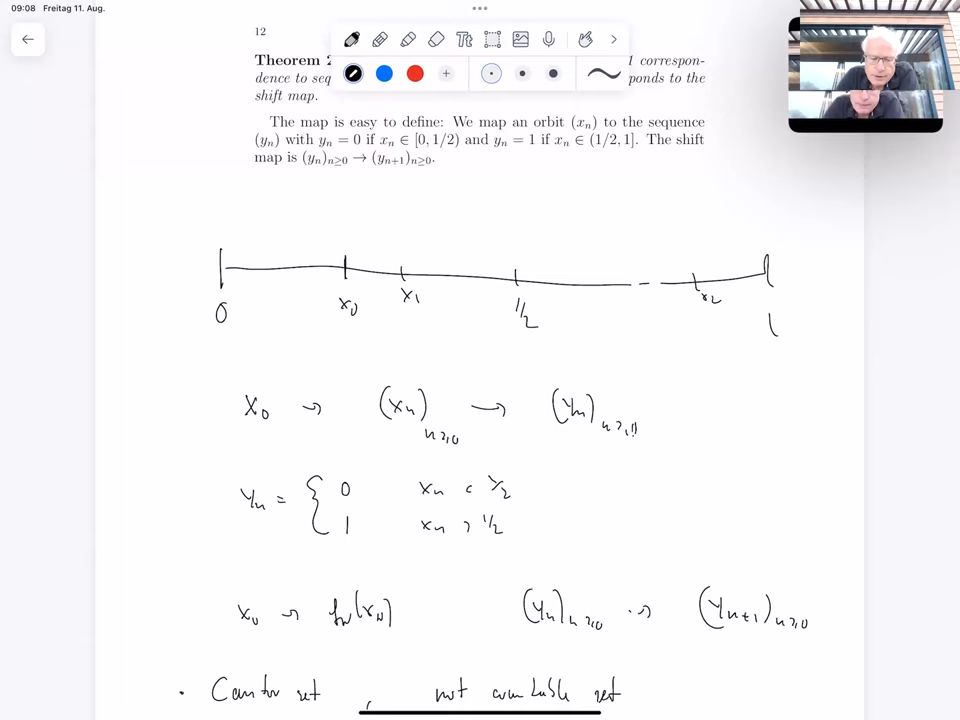 09:08 Freitag 11. Aug.
12
Theorem 2 1 correspon-
dence to seq ponds to the
shift map.
The map is easy to define: We map an orbit (xₙ) to the sequence
(yₙ) with yₙ = 0 if xₙ ∈ [0, 1/2) and yₙ = 1 if xₙ ∈ (1/2, 1]. The shift
map is (yₙ)ₙ≥₀ → (yₙ₊₁)ₙ≥₀.
0 x₀ x₁ 1/2 x₂ 1
x₀ → (xₙ)ₙ≥₀ → (yₙ)ₙ≥₀
yₙ = { 0 xₙ < 1/2
1 xₙ > 1/2
x₀ → (yₙ)ₙ≥₀ → (yₙ₊₁)ₙ≥₀
· Cantor set , not countable set